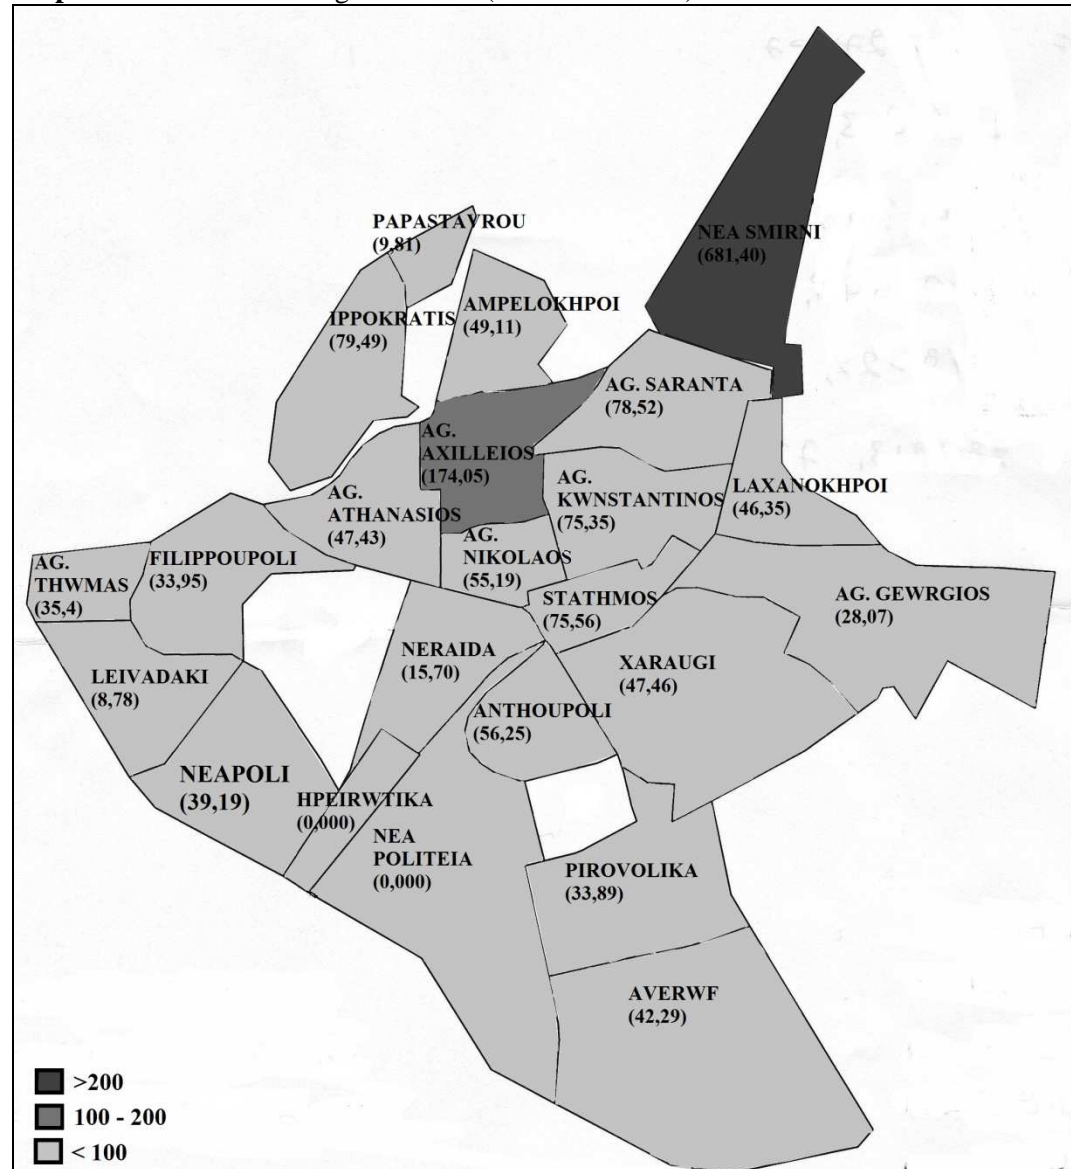 PAPASTAVROU
(9,81)
NEA SMIRNI
(681,40)
IPPOKRATIS
(79,49)
AMPELOKHPOI
(49,11)
AG. SARANTA
(78,52)
AG.
AXILLEIOS
(174,05)
AG.
KWNSTANTINOS
(75,35)
LAXANOKHPOI
(46,35)
AG.
ATHANASIOS
(47,43)
AG.
NIKOLAOS
(55,19)
AG.
THWMAS
(35,4)
FILIPPOUPOLI
(33,95)
STATHMOS
(75,56)
AG. GEWRGIOS
(28,07)
NERAIDA
(15,70)
XARAUGI
(47,46)
LEIVADAKI
(8,78)
ANTHOUPOLI
(56,25)
NEAPOLI
(39,19)
HPEIRWTIKA
(0,000)
NEA
POLITEIA
(0,000)
PIROVOLIKA
(33,89)
AVERWF
(42,29)
>200
100 - 200
< 100